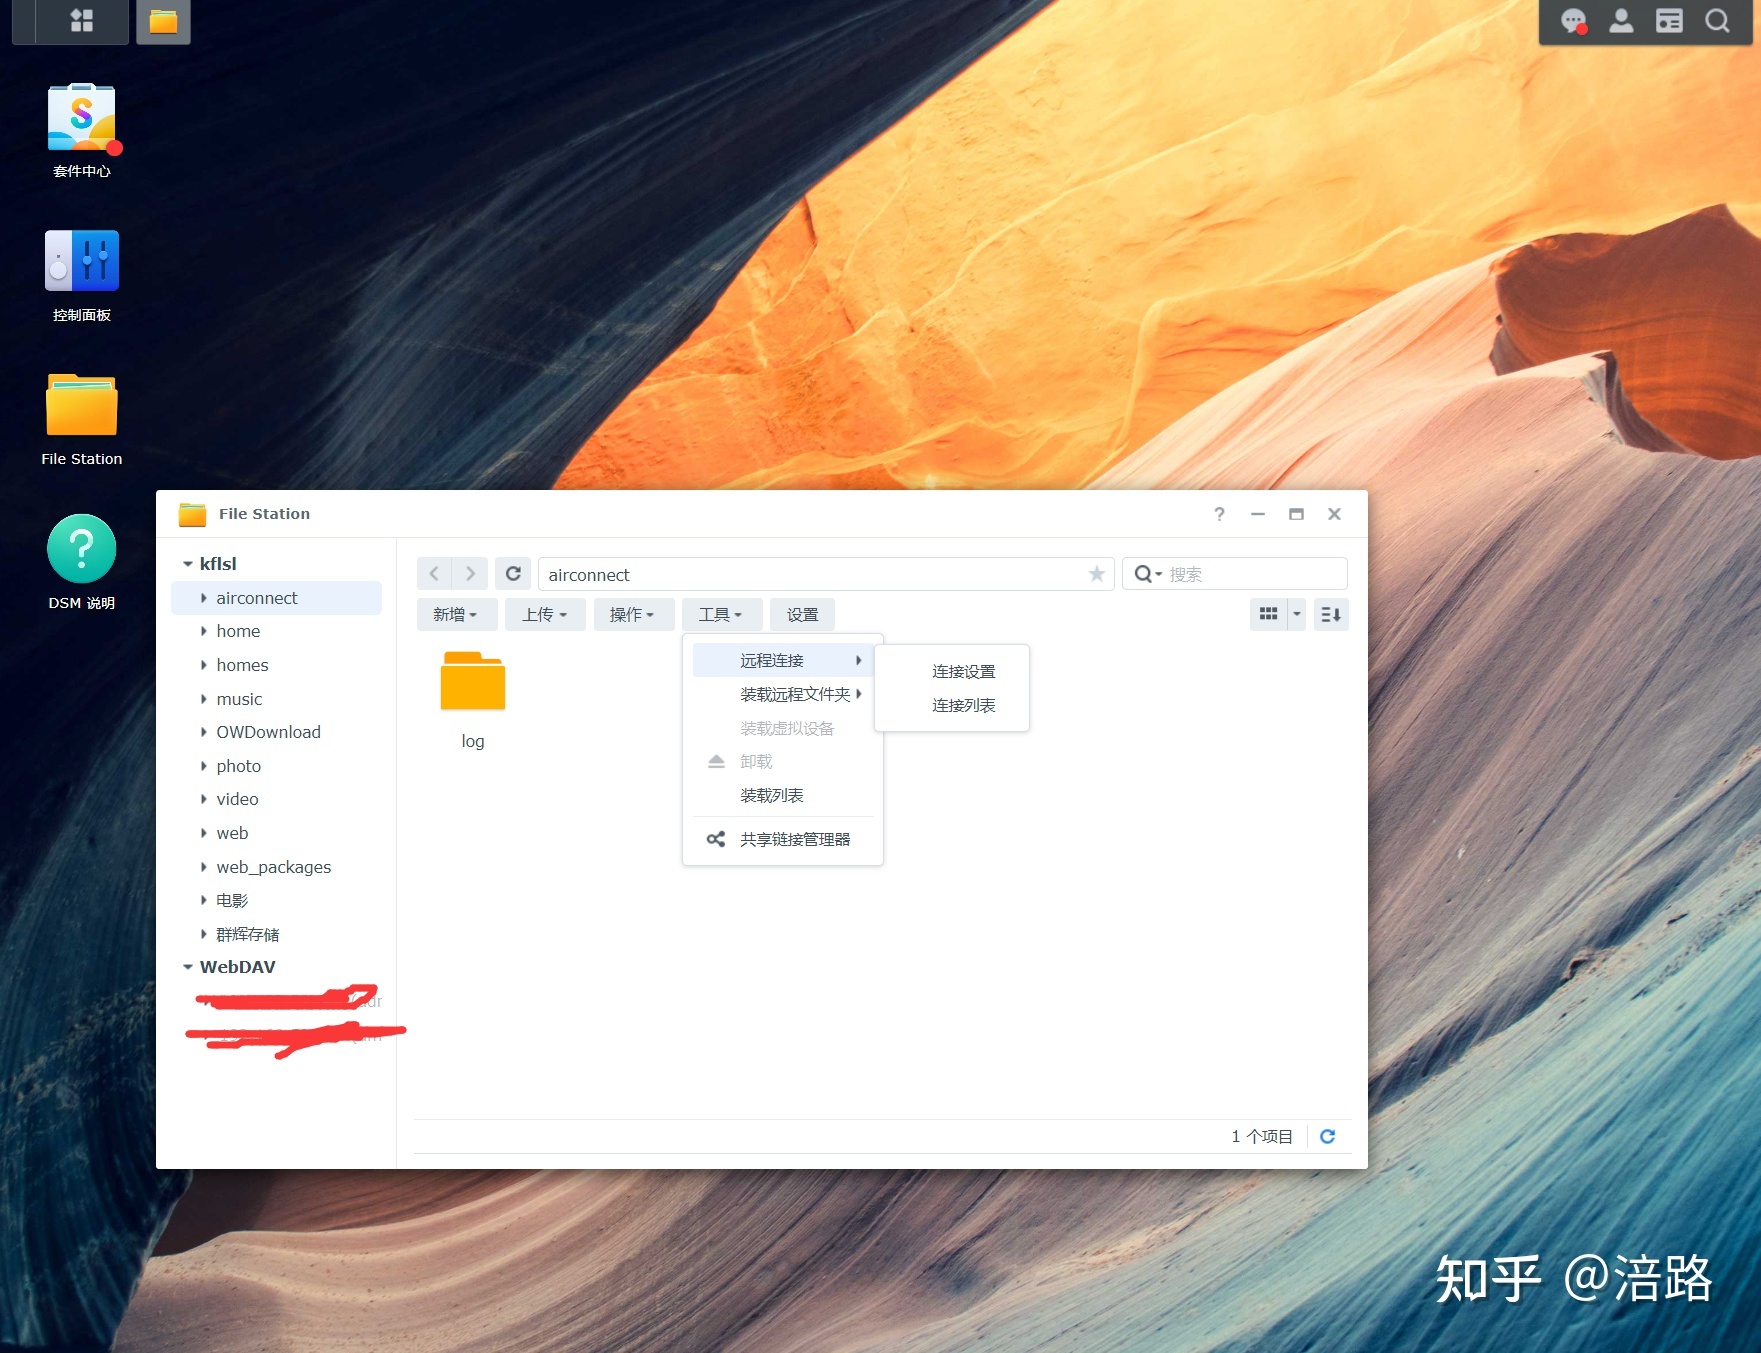 套件中心
控制面板
File Station
DSM 说明
File Station
kflsl
airconnect
home
homes
music
OWDownload
photo
video
web
web_packages
电影
群辉存储
WebDAV
airconnect
搜索
新增
上传
操作
工具
设置
log
远程连接
装载远程文件夹
装载虚拟设备
卸载
装载列表
共享链接管理器
连接设置
连接列表
1 个项目
知乎 @涪路